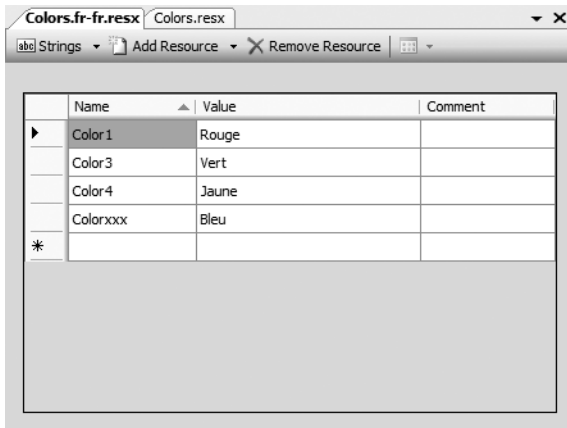 Colors.fr-fr.resx Colors.resx
abc Strings Add Resource Remove Resource
Name Value Comment
Color1 Rouge
Color3 Vert
Color4 Jaune
Colorxxx Bleu